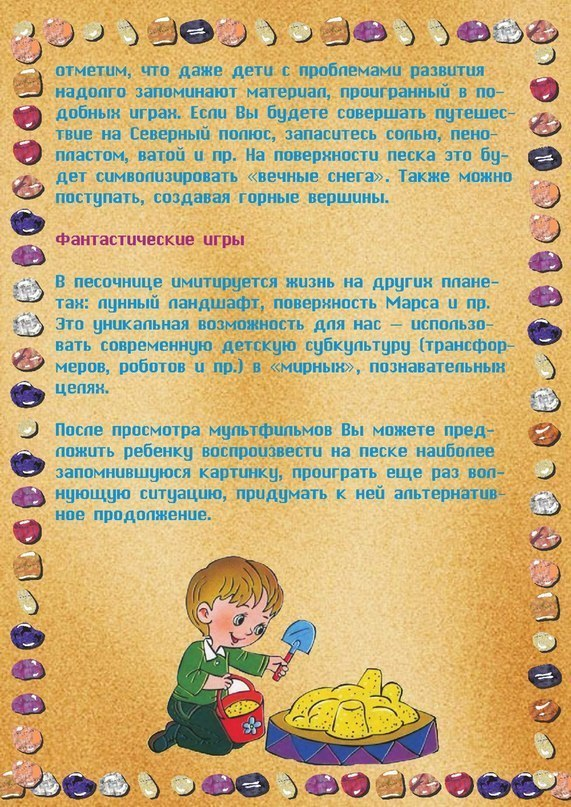 отметим, что даже дети с проблемами развития
надолго запоминают материал, проигранный в по-
добных играх. Если Вы будете совершать путешес-
твие на Северный полюс, запаситесь солью, пено-
пластом, ватой и пр. На поверхности песка это бу-
дет символизировать «вечные снега». Также можно
поступать, создавая горные вершины.
Фантастические игры
В песочнице имитируется жизнь на других плане-
тах: лунный ландшафт, поверхность Марса и пр.
Это уникальная возможность для нас – использо-
вать современную детскую субкультуру (трансфор-
меров, роботов и пр.) в «мирных», познавательных
целях.
После просмотра мультфильмов Вы можете пред-
ложить ребенку воспроизвести на песке наиболее
запомнившуюся картинку, проиграть еще раз вол-
нующую ситуацию, придумать к ней альтернатив-
ное продолжение.